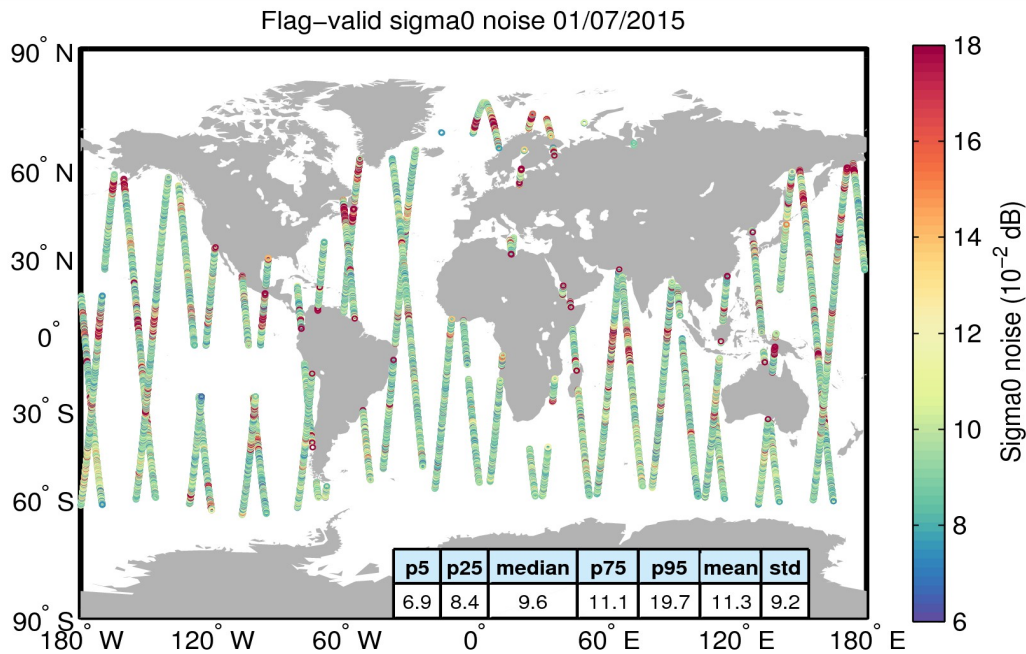 Flag−valid sigma0 noise 01/07/2015
90° N
60° N
30° N
0°
30° S
60° S
90° S
180° W
120° W
60° W
0°
60° E
120° E
180° E
p5 p25 median p75 p95 mean std
6.9 8.4 9.6 11.1 19.7 11.3 9.2
18
16
14
12
10
8
6
Sigma0 noise (10⁻² dB)